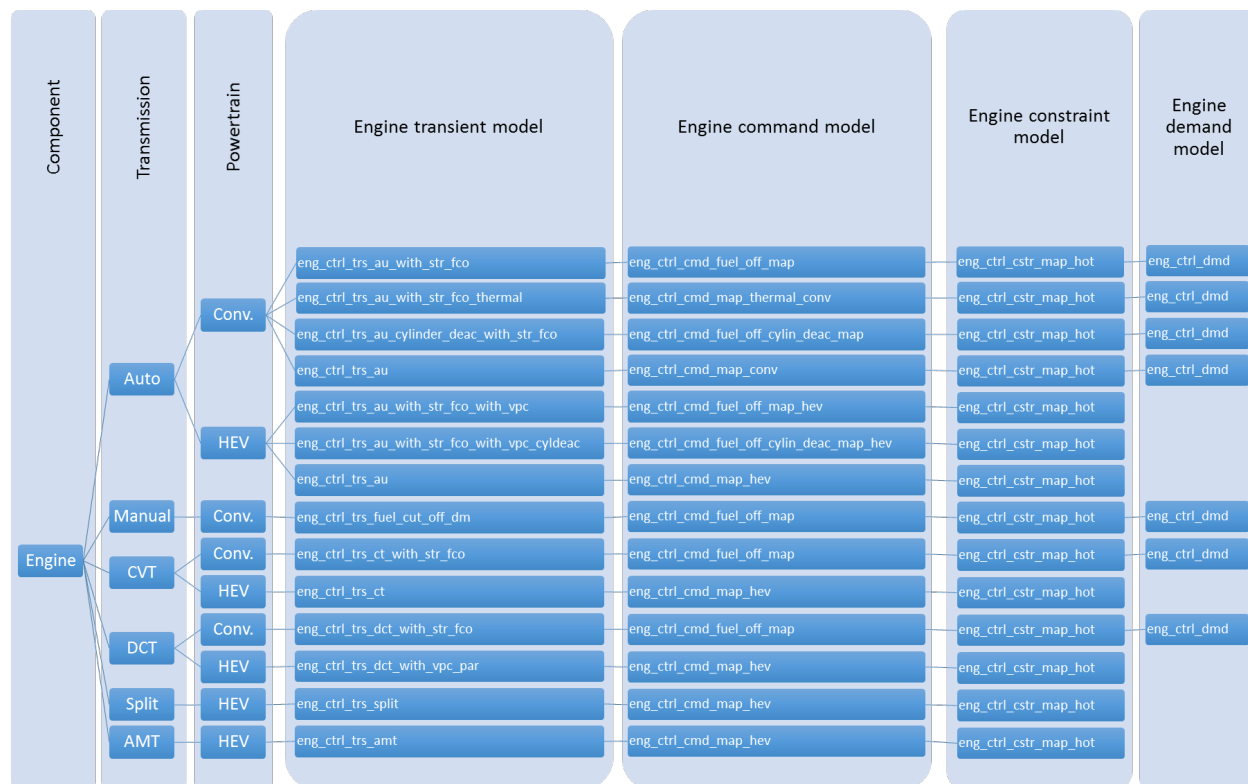 Component
Transmission
Powertrain
Engine transient model
Engine command model
Engine constraint
model
Engine
demand
model
eng_ctrl_trs_au_with_str_fco
eng_ctrl_cmd_fuel_off_map
eng_ctrl_cstr_map_hot
eng_ctrl_dmd
Conv.
eng_ctrl_trs_au_with_str_fco_thermal
eng_ctrl_cmd_map_thermal_conv
eng_ctrl_cstr_map_hot
eng_ctrl_dmd
eng_ctrl_trs_au_cylinder_deac_with_str_fco
eng_ctrl_cmd_fuel_off_cylin_deac_map
eng_ctrl_cstr_map_hot
eng_ctrl_dmd
Auto
eng_ctrl_trs_au
eng_ctrl_cmd_map_conv
eng_ctrl_cstr_map_hot
eng_ctrl_dmd
eng_ctrl_trs_au_with_str_fco_with_vpc
eng_ctrl_cmd_fuel_off_map_hev
eng_ctrl_cstr_map_hot
HEV
eng_ctrl_trs_au_with_str_fco_with_vpc_cyldeac
eng_ctrl_cmd_fuel_off_cylin_deac_map_hev
eng_ctrl_cstr_map_hot
eng_ctrl_trs_au
eng_ctrl_cmd_map_hev
eng_ctrl_cstr_map_hot
Manual
Conv.
eng_ctrl_trs_fuel_cut_off_dm
eng_ctrl_cmd_fuel_off_map
eng_ctrl_cstr_map_hot
eng_ctrl_dmd
Engine
CVT
Conv.
eng_ctrl_trs_ct_with_str_fco
eng_ctrl_cmd_fuel_off_map
eng_ctrl_cstr_map_hot
eng_ctrl_dmd
HEV
eng_ctrl_trs_ct
eng_ctrl_cmd_map_hev
eng_ctrl_cstr_map_hot
DCT
Conv.
eng_ctrl_trs_dct_with_str_fco
eng_ctrl_cmd_fuel_off_map
eng_ctrl_cstr_map_hot
eng_ctrl_dmd
HEV
eng_ctrl_trs_dct_with_vpc_par
eng_ctrl_cmd_map_hev
eng_ctrl_cstr_map_hot
Split
HEV
eng_ctrl_trs_split
eng_ctrl_cmd_map_hev
eng_ctrl_cstr_map_hot
AMT
HEV
eng_ctrl_trs_amt
eng_ctrl_cmd_map_hev
eng_ctrl_cstr_map_hot